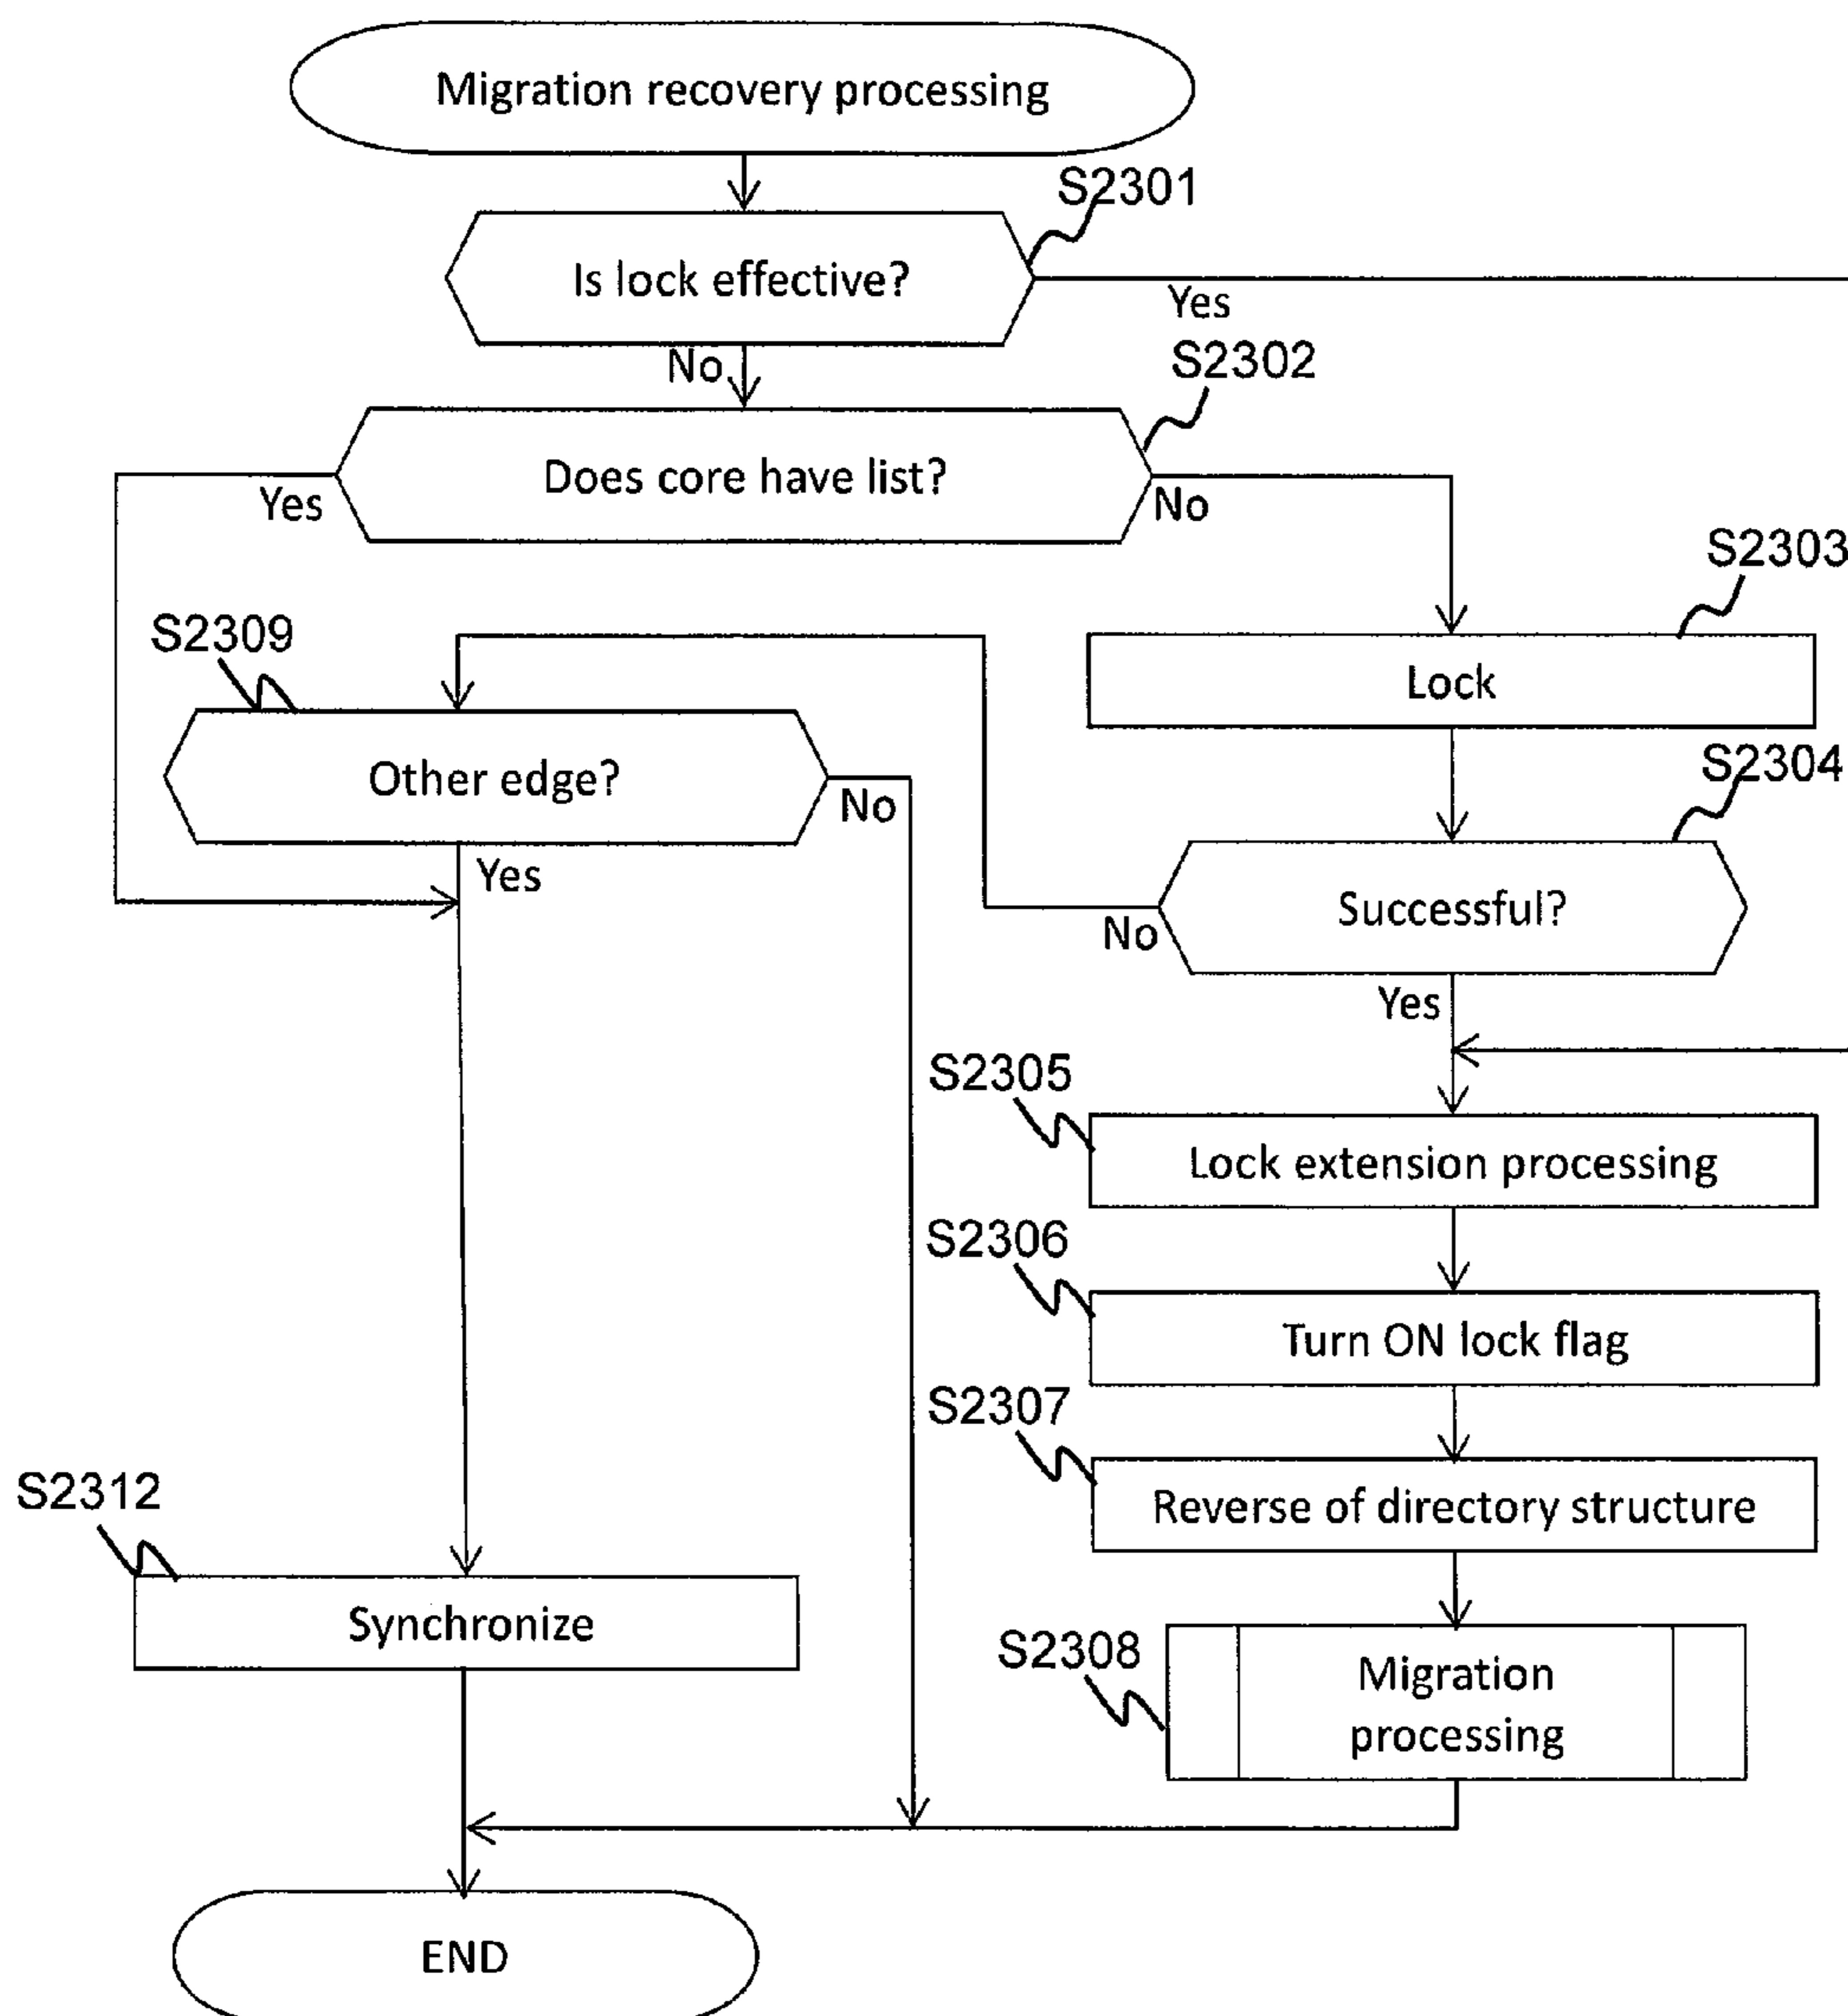 Migration recovery processing
S2301
Is lock effective?
Yes
No
S2302
Does core have list?
Yes
No
S2303
S2309
Lock
S2304
Other edge?
No
Yes
Successful?
No
Yes
S2305
Lock extension processing
S2306
Turn ON lock flag
S2307
Reverse of directory structure
S2312
Synchronize
S2308
Migration
processing
END